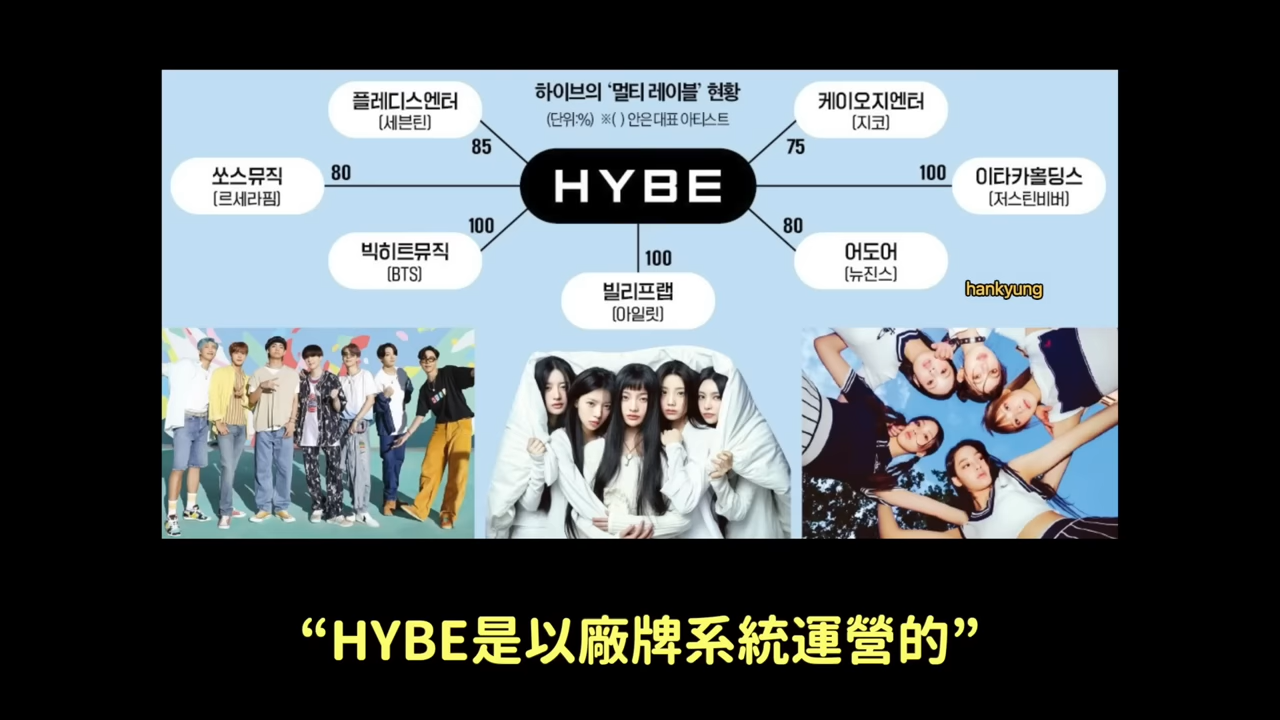 하이브의 ‘멀티 레이블’ 현황
(단위:%) ※( ) 안은 대표 아티스트
플레디스엔터
(세븐틴)
85
케이오지엔터
(지코)
75
쏘스뮤직
(르세라핌)
80
HYBE
100
이타카홀딩스
(저스틴비버)
빅히트뮤직
(BTS)
100
100
빌리프랩
(아일릿)
80
어도어
(뉴진스)
hankyung
“HYBE是以廠牌系統運營的”